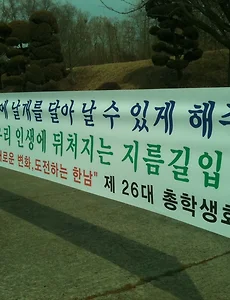 에 날개를 달아 날 수 있게 해주
리 인생에 뒤처지는 지름길입
로운 변화, 도전하는 한남" 제 26대 총학생회